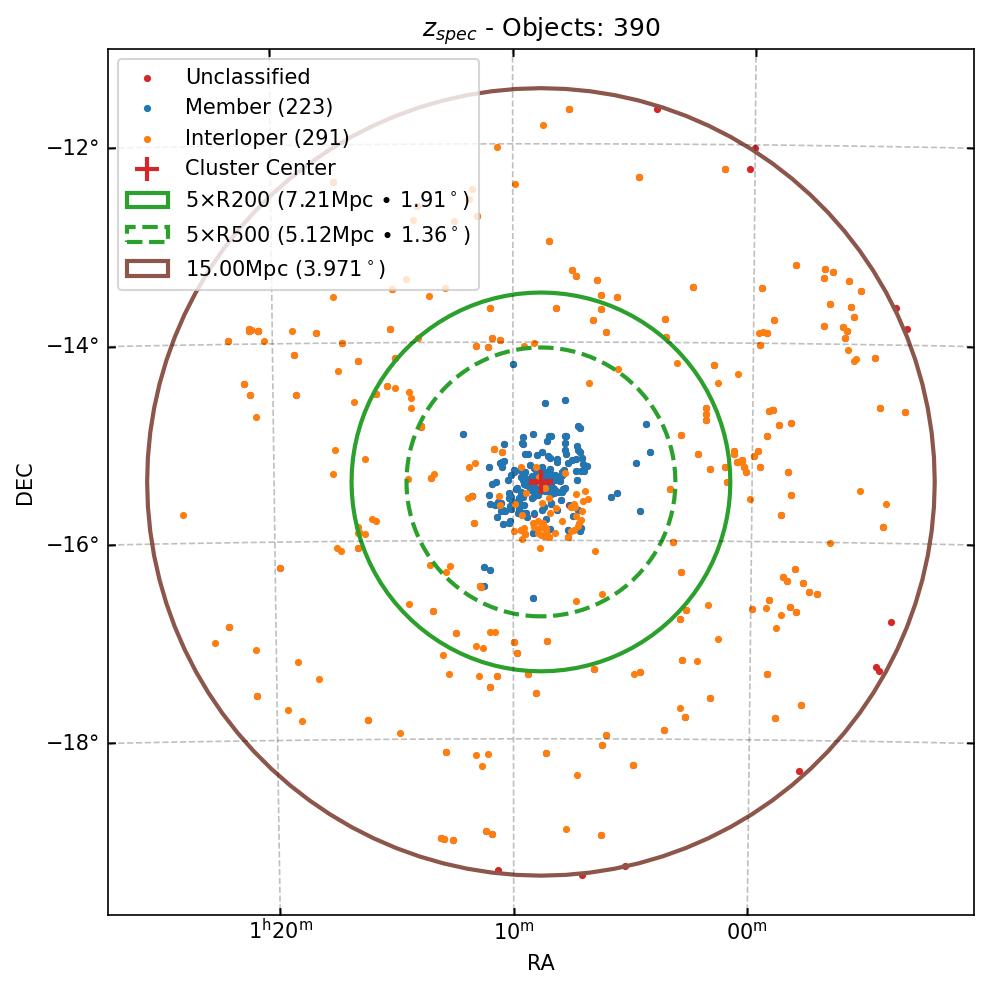 z_spec - Objects: 390
Unclassified
Member (223)
Interloper (291)
Cluster Center
5×R200 (7.21Mpc • 1.91°)
5×R500 (5.12Mpc • 1.36°)
15.00Mpc (3.971°)
−12°
−14°
−16°
−18°
DEC
1ʰ20ᵐ 10ᵐ 00ᵐ
RA